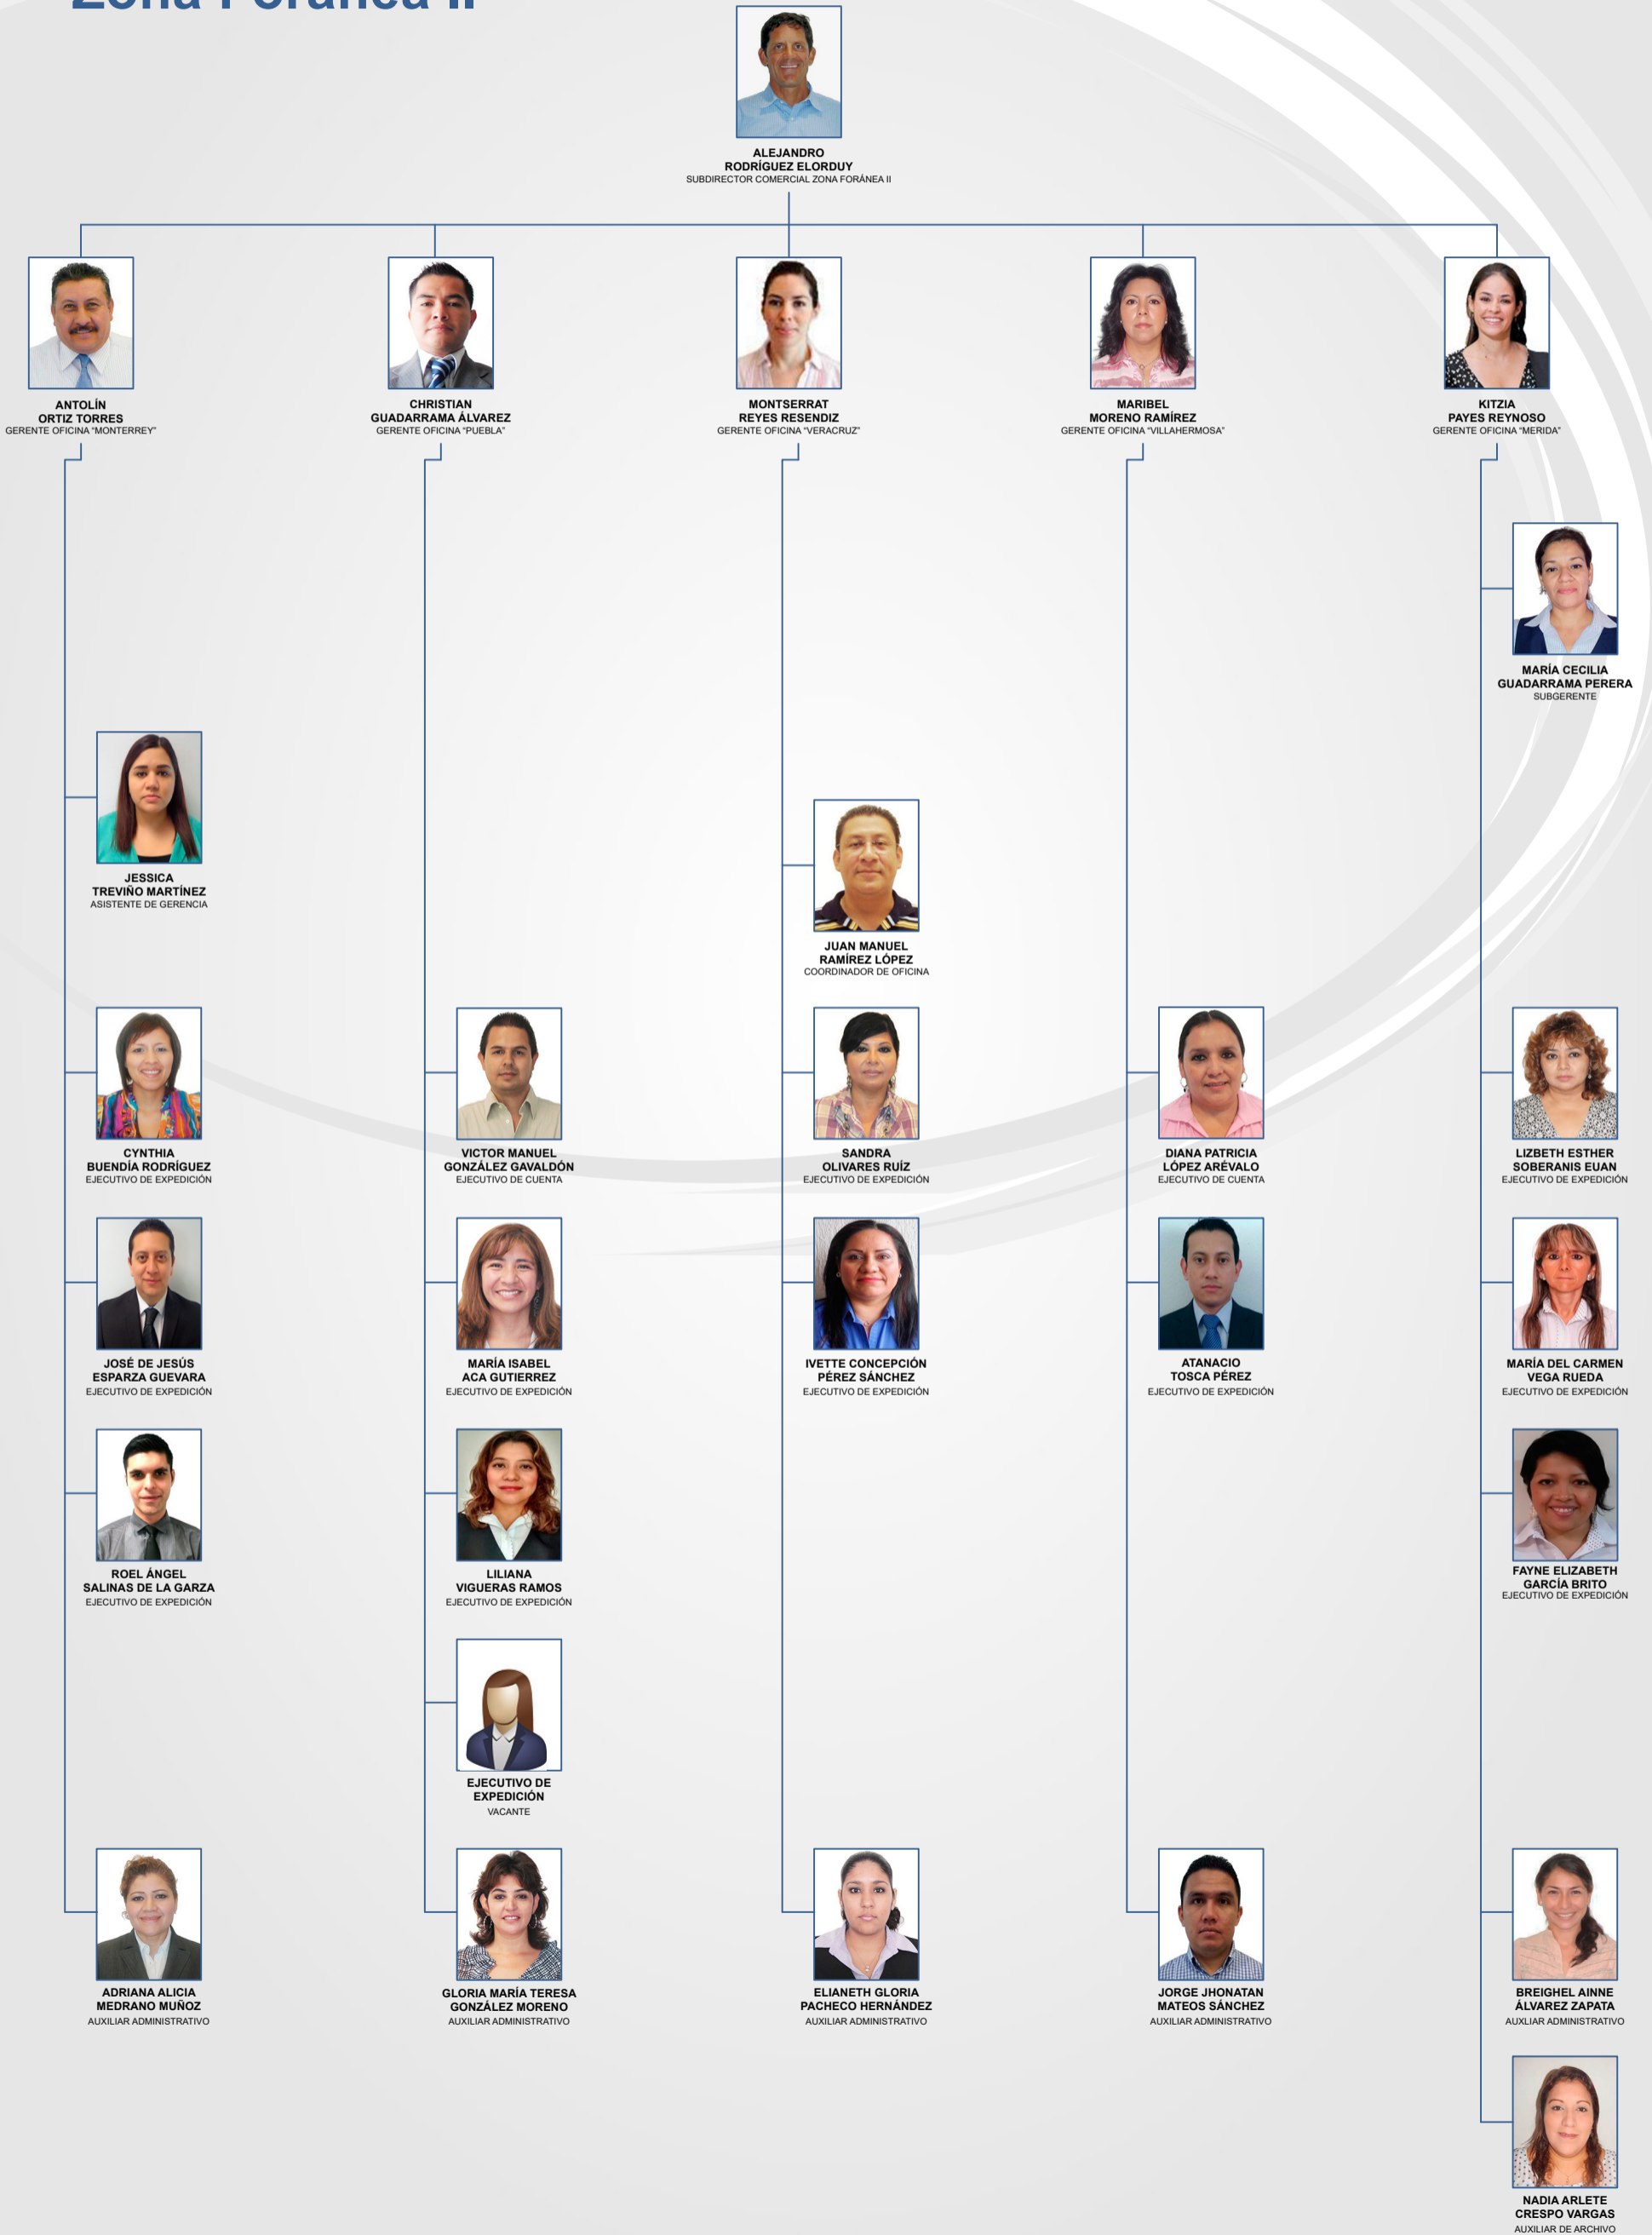 Zona Foránea II
ALEJANDRO
RODRÍGUEZ ELORDUY
SUBDIRECTOR COMERCIAL ZONA FORÁNEA II
ANTOLÍN
ORTIZ TORRES
GERENTE OFICINA “MONTERREY”
CHRISTIAN
GUADARRAMA ÁLVAREZ
GERENTE OFICINA “PUEBLA”
MONTSERRAT
REYES RESENDIZ
GERENTE OFICINA “VERACRUZ”
MARIBEL
MORENO RAMÍREZ
GERENTE OFICINA “VILLAHERMOSA”
KITZIA
PAYES REYNOSO
GERENTE OFICINA “MERIDA”
MARÍA CECILIA
GUADARRAMA PERERA
SUBGERENTE
JESSICA
TREVIÑO MARTÍNEZ
ASISTENTE DE GERENCIA
JUAN MANUEL
RAMÍREZ LÓPEZ
COORDINADOR DE OFICINA
CYNTHIA
BUENDÍA RODRÍGUEZ
EJECUTIVO DE EXPEDICIÓN
VICTOR MANUEL
GONZÁLEZ GAVALDÓN
EJECUTIVO DE CUENTA
SANDRA
OLIVARES RUÍZ
EJECUTIVO DE EXPEDICIÓN
DIANA PATRICIA
LÓPEZ ARÉVALO
EJECUTIVO DE CUENTA
LIZBETH ESTHER
SOBERANIS EUAN
EJECUTIVO DE EXPEDICIÓN
JOSÉ DE JESÚS
ESPARZA GUEVARA
EJECUTIVO DE EXPEDICIÓN
MARÍA ISABEL
ACA GUTIERREZ
EJECUTIVO DE EXPEDICIÓN
IVETTE CONCEPCIÓN
PÉREZ SÁNCHEZ
EJECUTIVO DE EXPEDICIÓN
ATANACIO
TOSCA PÉREZ
EJECUTIVO DE EXPEDICIÓN
MARÍA DEL CARMEN
VEGA RUEDA
EJECUTIVO DE EXPEDICIÓN
ROEL ÁNGEL
SALINAS DE LA GARZA
EJECUTIVO DE EXPEDICIÓN
LILIANA
VIGUERAS RAMOS
EJECUTIVO DE EXPEDICIÓN
FAYNE ELIZABETH
GARCÍA BRITO
EJECUTIVO DE EXPEDICIÓN
EJECUTIVO DE
EXPEDICIÓN
VACANTE
ADRIANA ALICIA
MEDRANO MUÑOZ
AUXILIAR ADMINISTRATIVO
GLORIA MARÍA TERESA
GONZÁLEZ MORENO
AUXILIAR ADMINISTRATIVO
ELIANETH GLORIA
PACHECO HERNÁNDEZ
AUXILIAR ADMINISTRATIVO
JORGE JHONATAN
MATEOS SÁNCHEZ
AUXILIAR ADMINISTRATIVO
BREIGHEL AINNE
ÁLVAREZ ZAPATA
AUXLIAR ADMINISTRATIVO
NADIA ARLETE
CRESPO VARGAS
AUXILIAR DE ARCHIVO